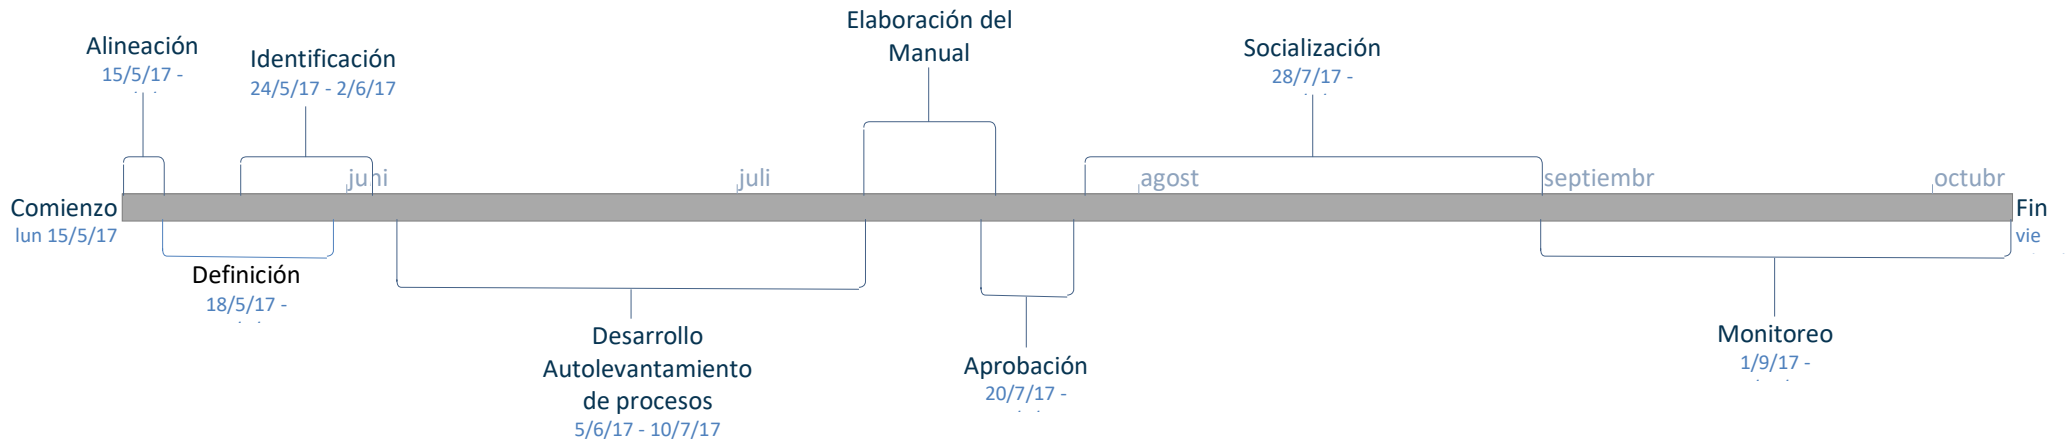 Elaboración del
Manual
Alineación
15/5/17 -
Identificación
24/5/17 - 2/6/17
Socialización
28/7/17 -
juni
juli
agost
septiembr
octubr
Comienzo
lun 15/5/17
Fin
vie
Definición
18/5/17 -
Desarrollo
Autolevantamiento
de procesos
5/6/17 - 10/7/17
Aprobación
20/7/17 -
Monitoreo
1/9/17 -